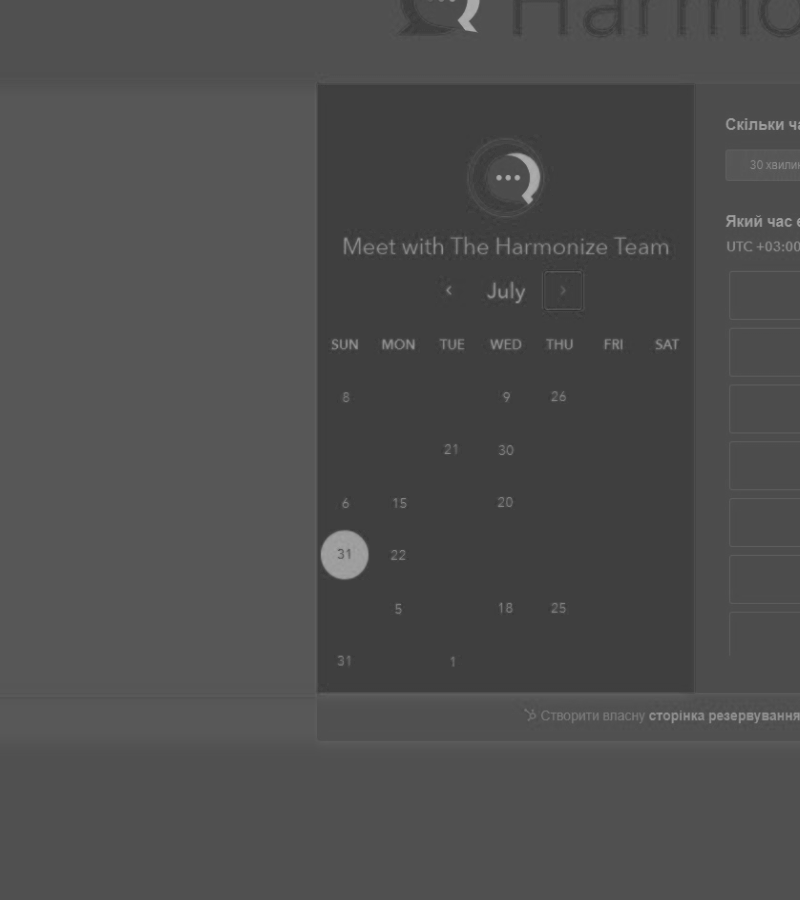 Harmo
Meet with The Harmonize Team
July
SUN MON TUE WED THU FRI SAT
8 9 26
21 30
6 15 20
31 22
5 18 25
31 1
Скільки ча
30 хвилин
Який час є
UTC +03:00
Створити власну сторінка резервування